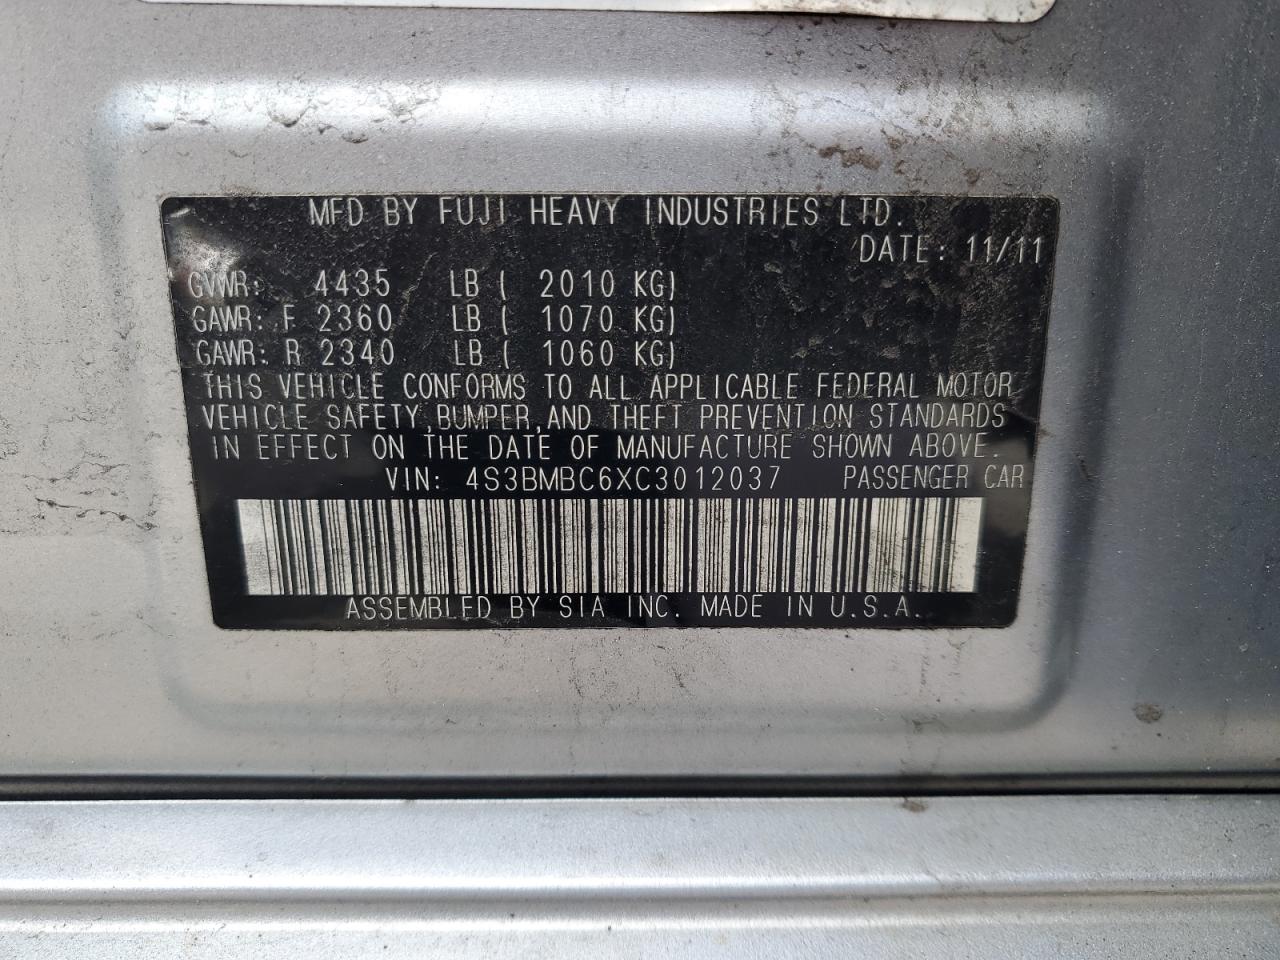 MFD BY FUJI HEAVY INDUSTRIES LTD.
DATE: 11/11
GVWR: 4435 LB ( 2010 KG)
GAWR: F 2360 LB ( 1070 KG)
GAWR: R 2340 LB ( 1060 KG)
THIS VEHICLE CONFORMS TO ALL APPLICABLE FEDERAL MOTOR
VEHICLE SAFETY,BUMPER,AND THEFT PREVENTION STANDARDS
IN EFFECT ON THE DATE OF MANUFACTURE SHOWN ABOVE.
VIN: 4S3BMBC6XC3012037 PASSENGER CAR
ASSEMBLED BY SIA INC. MADE IN U.S.A.